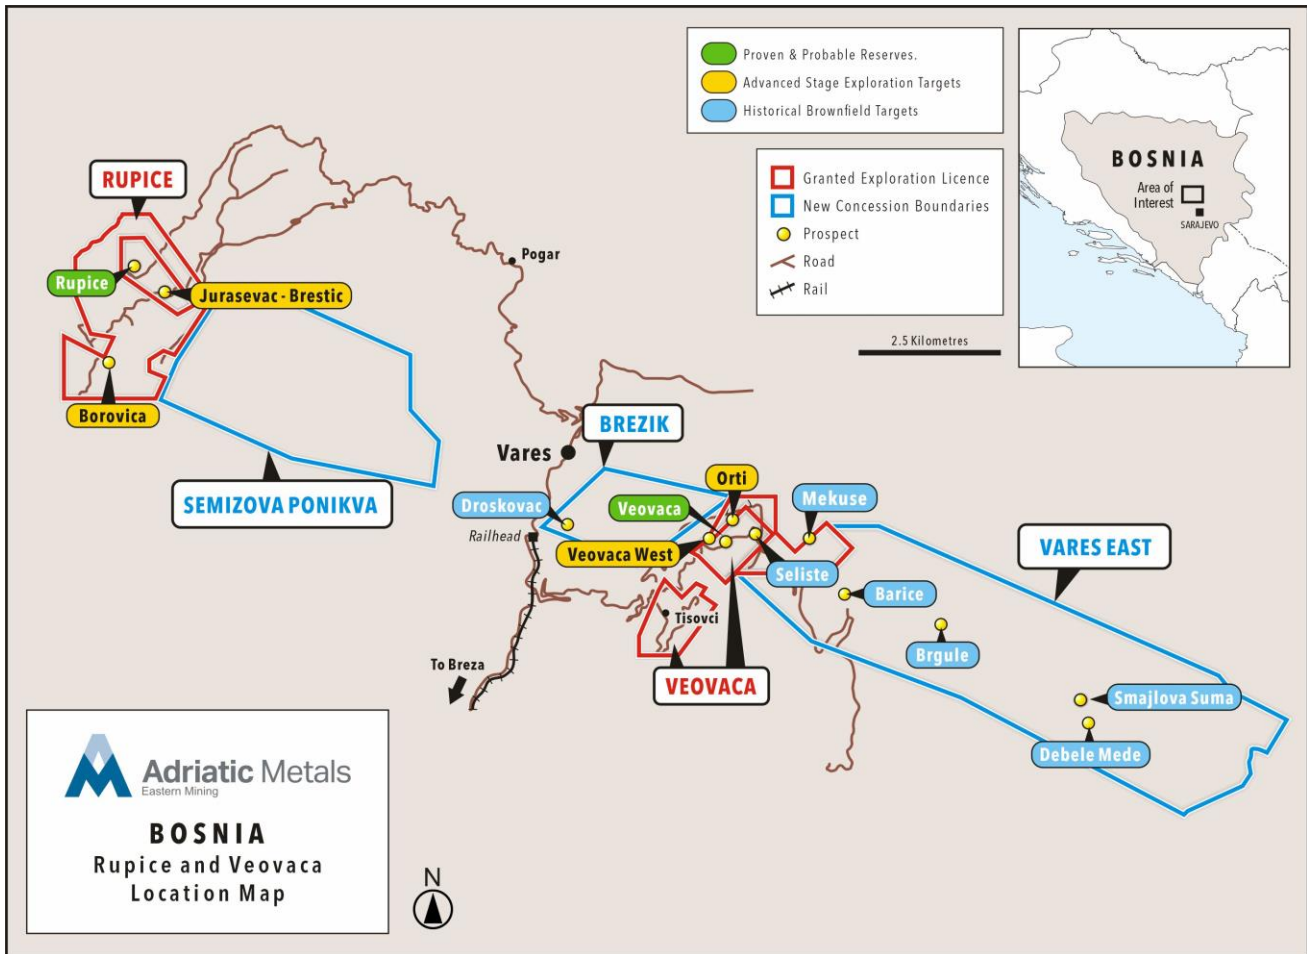 Proven & Probable Reserves.
Advanced Stage Exploration Targets
Historical Brownfield Targets
Granted Exploration Licence
New Concession Boundaries
Prospect
Road
Rail
2.5 Kilometres
BOSNIA
Area of
Interest
SARAJEVO
RUPICE
Rupice
Jurasevac - Brestic
Borovica
SEMIZOVA PONIKVA
Pogar
Vares
BREZIK
Droskovac
Railhead
Orti
Veovaca
Veovaca West
Mekuse
Seliste
VARES EAST
Barice
Brgule
Tisovci
VEOVACA
To Breza
Smajlova Suma
Debele Mede
Adriatic Metals
Eastern Mining
BOSNIA
Rupice and Veovaca
Location Map
N